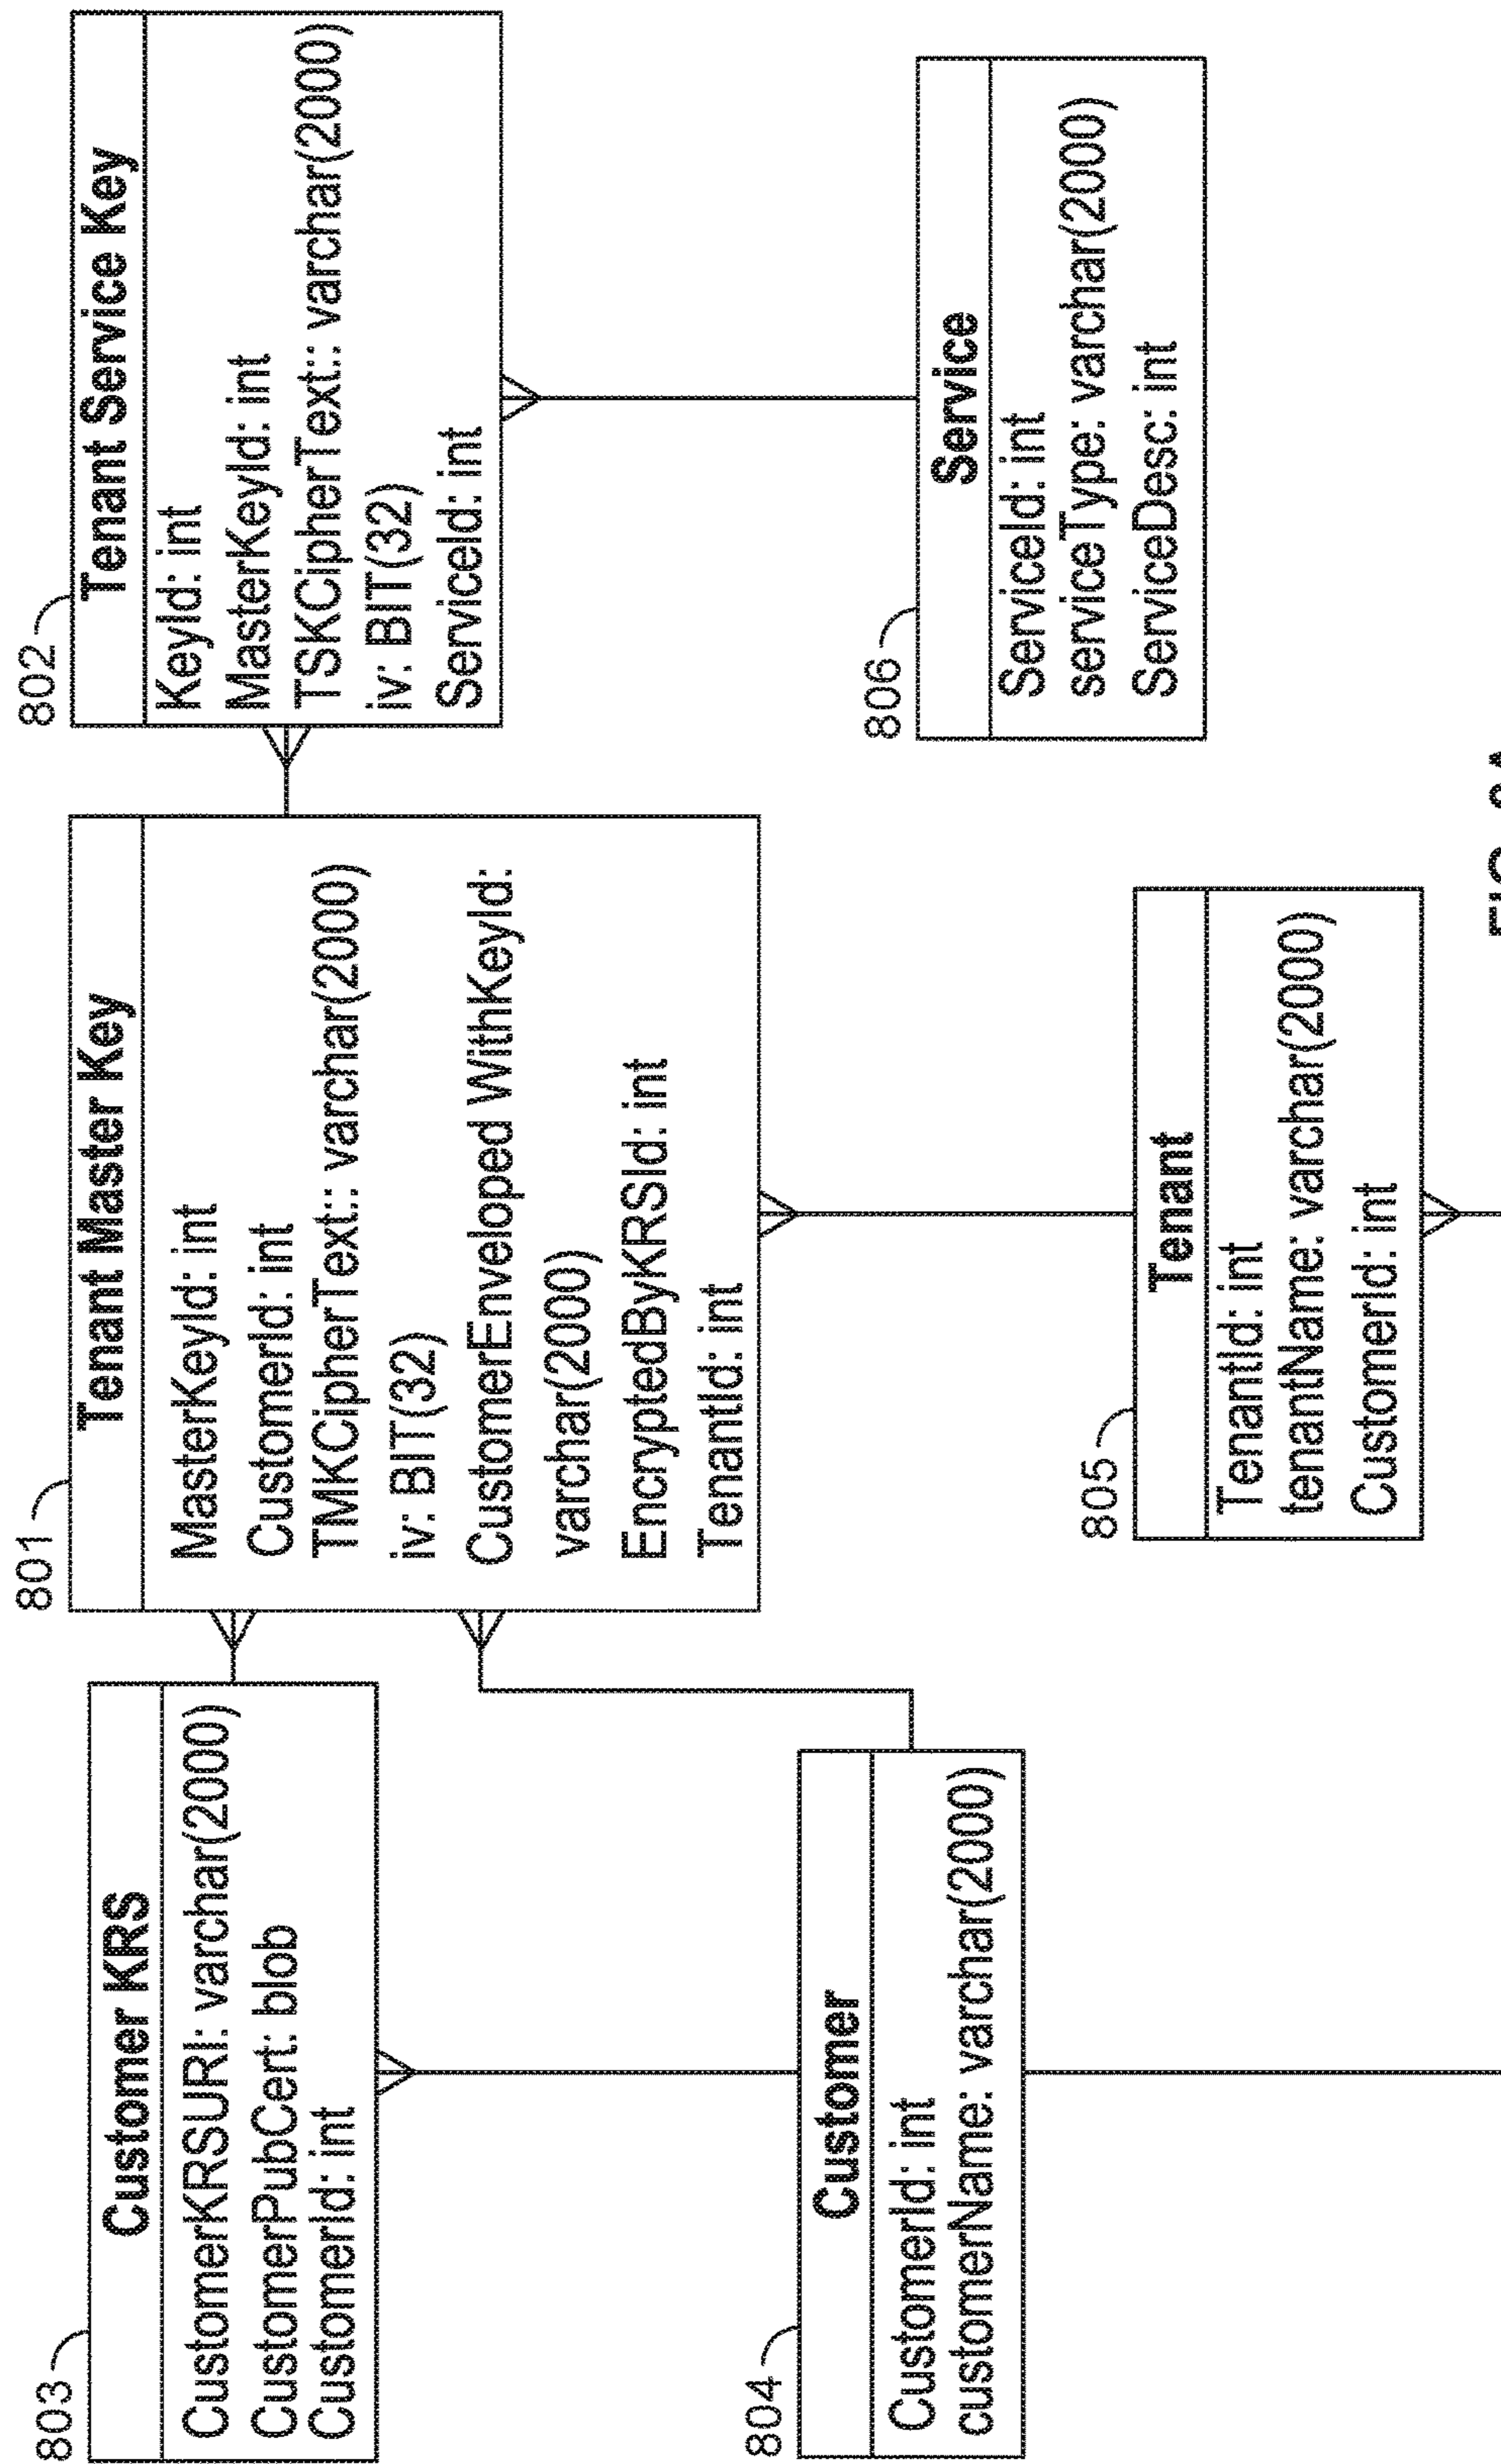 803
Customer KRS
CustomerKRSURI: varchar(2000)
CustomerPubCert: blob
CustomerId: int
801
Tenant Master Key
MasterKeyId: int
CustomerId: int
TMKCipherText:: varchar(2000)
iv: BIT(32)
CustomerEnveloped WithKeyId:
varchar(2000)
EncryptedByKRSId: int
TenantId: int
802
Tenant Service Key
KeyId: int
MasterKeyId: int
TSKCipherText:: varchar(2000)
iv: BIT(32)
ServiceId: int
804
Customer
CustomerId: int
customerName: varchar(2000)
805
Tenant
TenantId: int
tenantName: varchar(2000)
CustomerId: int
806
Service
ServiceId: int
serviceType: varchar(2000)
ServiceDesc: int